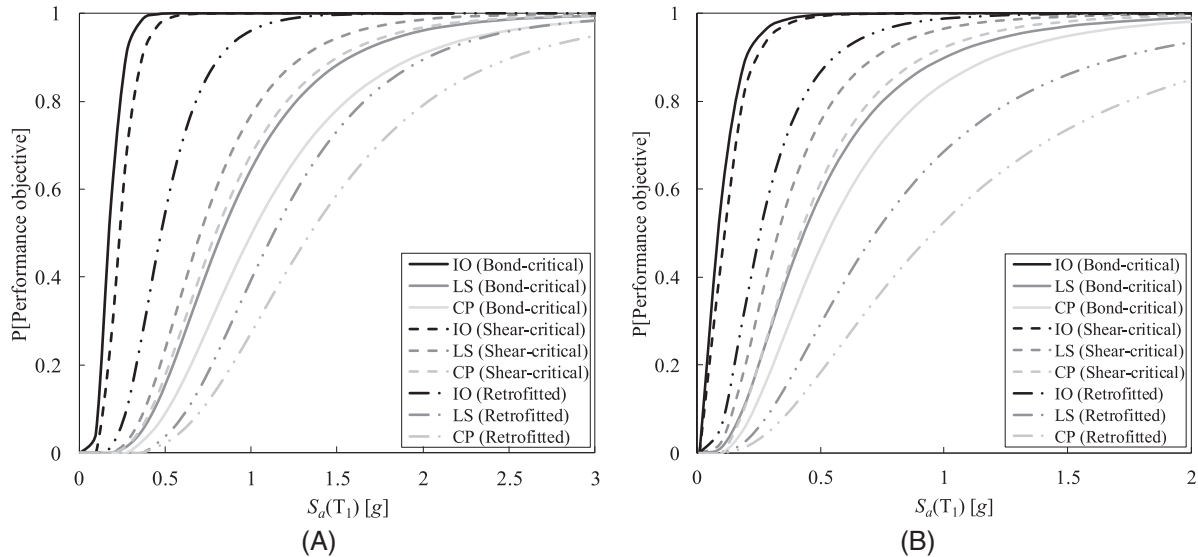 P[Performance objective]
1
0.8
0.6
0.4
0.2
0
0
0.5
1
1.5
2
2.5
3
IO (Bond-critical)
LS (Bond-critical)
CP (Bond-critical)
IO (Shear-critical)
LS (Shear-critical)
CP (Shear-critical)
IO (Retrofitted)
LS (Retrofitted)
CP (Retrofitted)
Sa(T1) [g]
(A)
P[Performance objective]
1
0.8
0.6
0.4
0.2
0
0
0.5
1
1.5
2
IO (Bond-critical)
LS (Bond-critical)
CP (Bond-critical)
IO (Shear-critical)
LS (Shear-critical)
CP (Shear-critical)
IO (Retrofitted)
LS (Retrofitted)
CP (Retrofitted)
Sa(T1) [g]
(B)